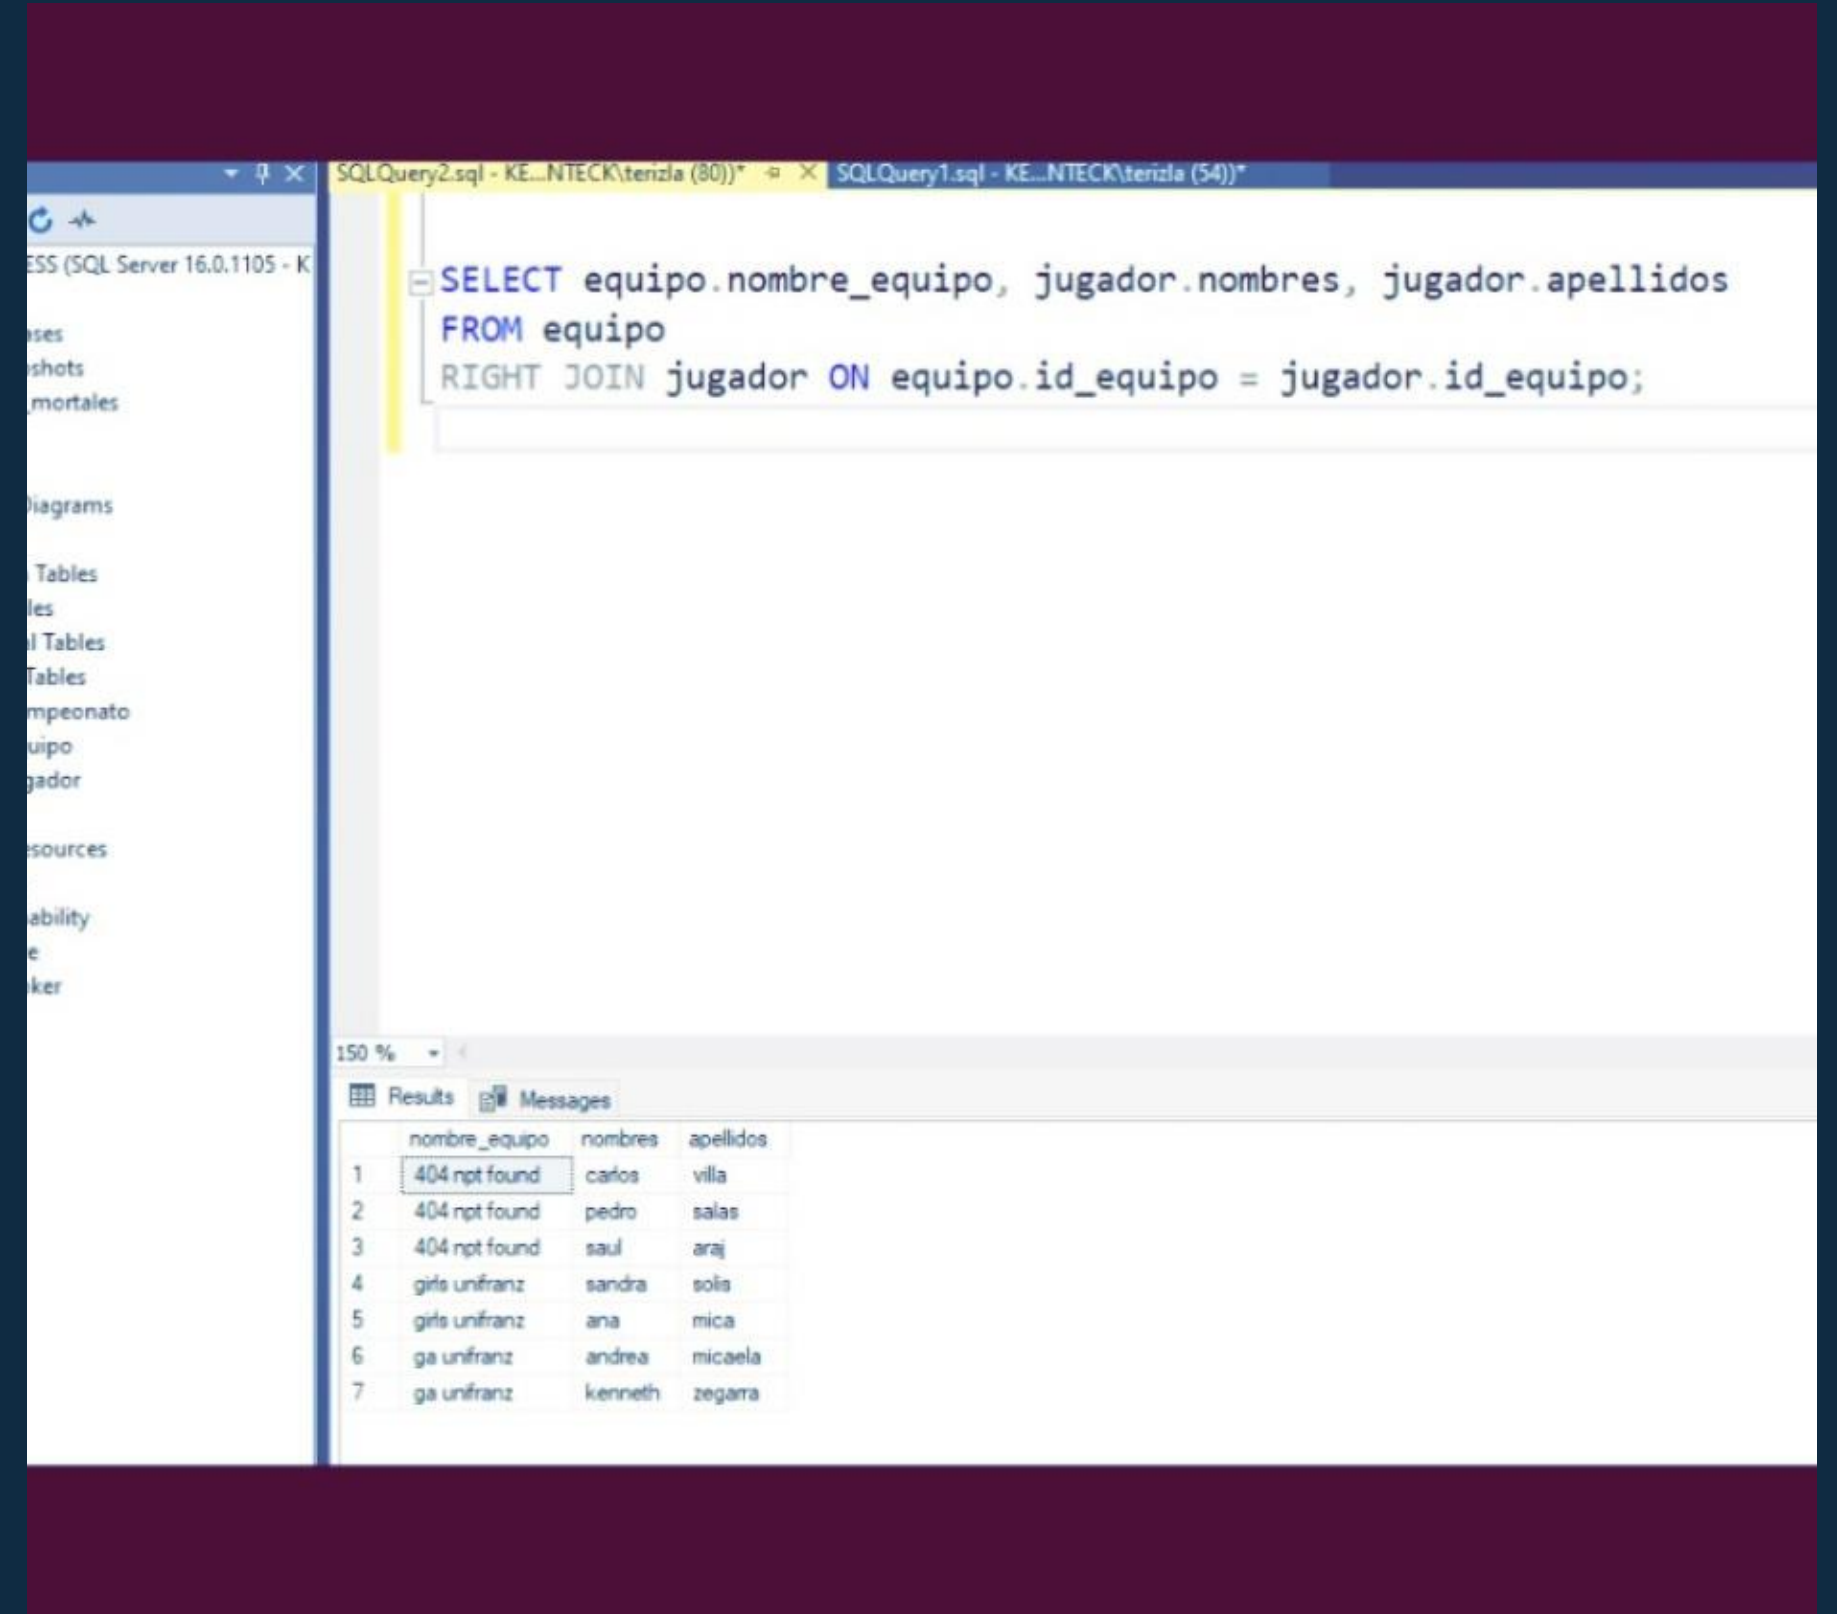 SQLQuery2.sql - KE...NTECK\terizla (80))* SQLQuery1.sql - KE...NTECK\terizla (54))*
ESS (SQL Server 16.0.1105 - K
ases
shots
_mortales
Diagrams
Tables
les
l Tables
Tables
mpeonato
uipo
gador
esources
ability
e
ker
SELECT equipo.nombre_equipo, jugador.nombres, jugador.apellidos
FROM equipo
RIGHT JOIN jugador ON equipo.id_equipo = jugador.id_equipo;
150 %
Results Messages
nombre_equipo nombres apellidos
1 404 npt found carlos villa
2 404 npt found pedro salas
3 404 npt found saul araj
4 girls unifranz sandra solis
5 girls unifranz ana mica
6 ga unifranz andrea micaela
7 ga unifranz kenneth zegarra